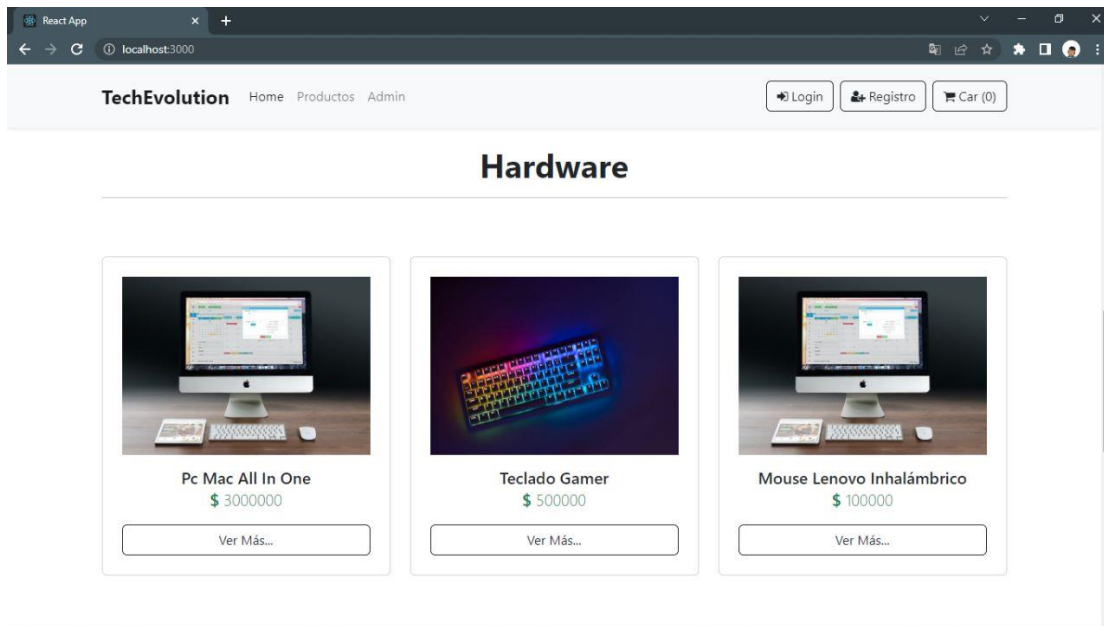 React App
localhost:3000
TechEvolution Home Productos Admin Login Registro Car (0)
Hardware
Pc Mac All In One
$ 3000000
Ver Más...
Teclado Gamer
$ 500000
Ver Más...
Mouse Lenovo Inhalámbrico
$ 100000
Ver Más...